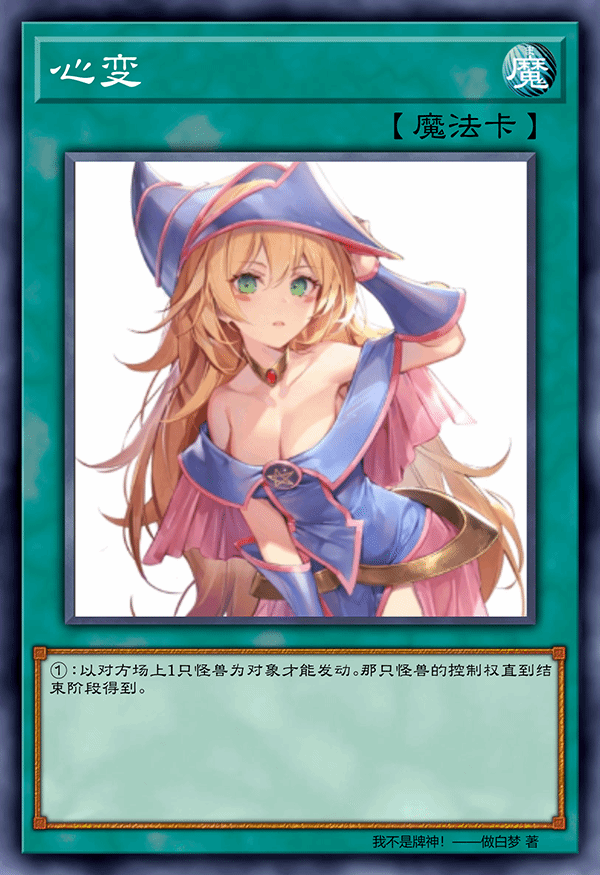 心变
魔
【魔法卡】
①:以对方场上1只怪兽为对象才能发动。那只怪兽的控制权直到结
束阶段得到。
我不是牌神！——做白梦 著